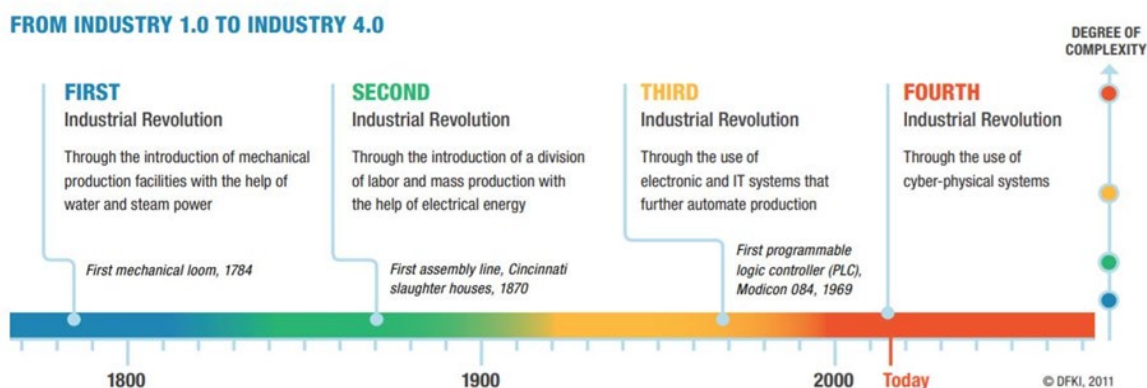 FROM INDUSTRY 1.0 TO INDUSTRY 4.0
DEGREE OF
COMPLEXITY
FIRST
Industrial Revolution
Through the introduction of mechanical
production facilities with the help of
water and steam power
First mechanical loom, 1784
SECOND
Industrial Revolution
Through the introduction of a division
of labor and mass production with
the help of electrical energy
First assembly line, Cincinnati
slaughter houses, 1870
THIRD
Industrial Revolution
Through the use of
electronic and IT systems that
further automate production
First programmable
logic controller (PLC),
Modicon 084, 1969
FOURTH
Industrial Revolution
Through the use of
cyber-physical systems
1800
1900
2000
Today
© DFKI, 2011